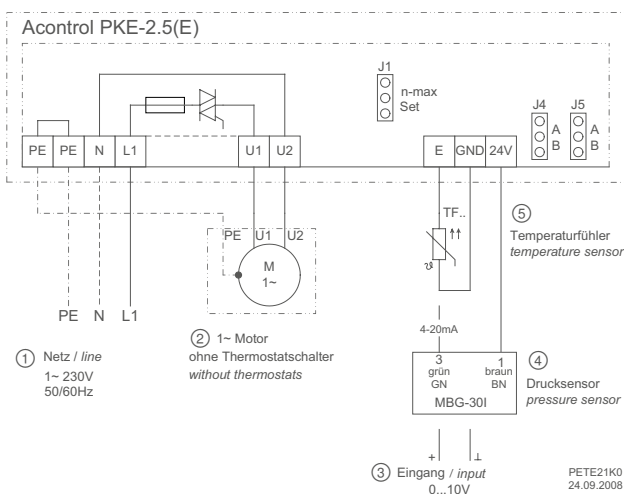 Acontrol PKE-2.5(E)
J1
n-max
Set
J4
J5
A
B
A
B
PE PE N L1
U1 U2
E GND 24V
TF..
ϑ
⑤
Temperaturfühler
temperature sensor
PE U1 U2
M
1~
PE N L1
① Netz / line
1~ 230V
50/60Hz
② 1~ Motor
ohne Thermostatschalter
without thermostats
4-20mA
3
grün
GN
1
braun
BN
MBG-30I
④
Drucksensor
pressure sensor
+ ⊥
③ Eingang / input
0...10V
PETE21K0
24.09.2008